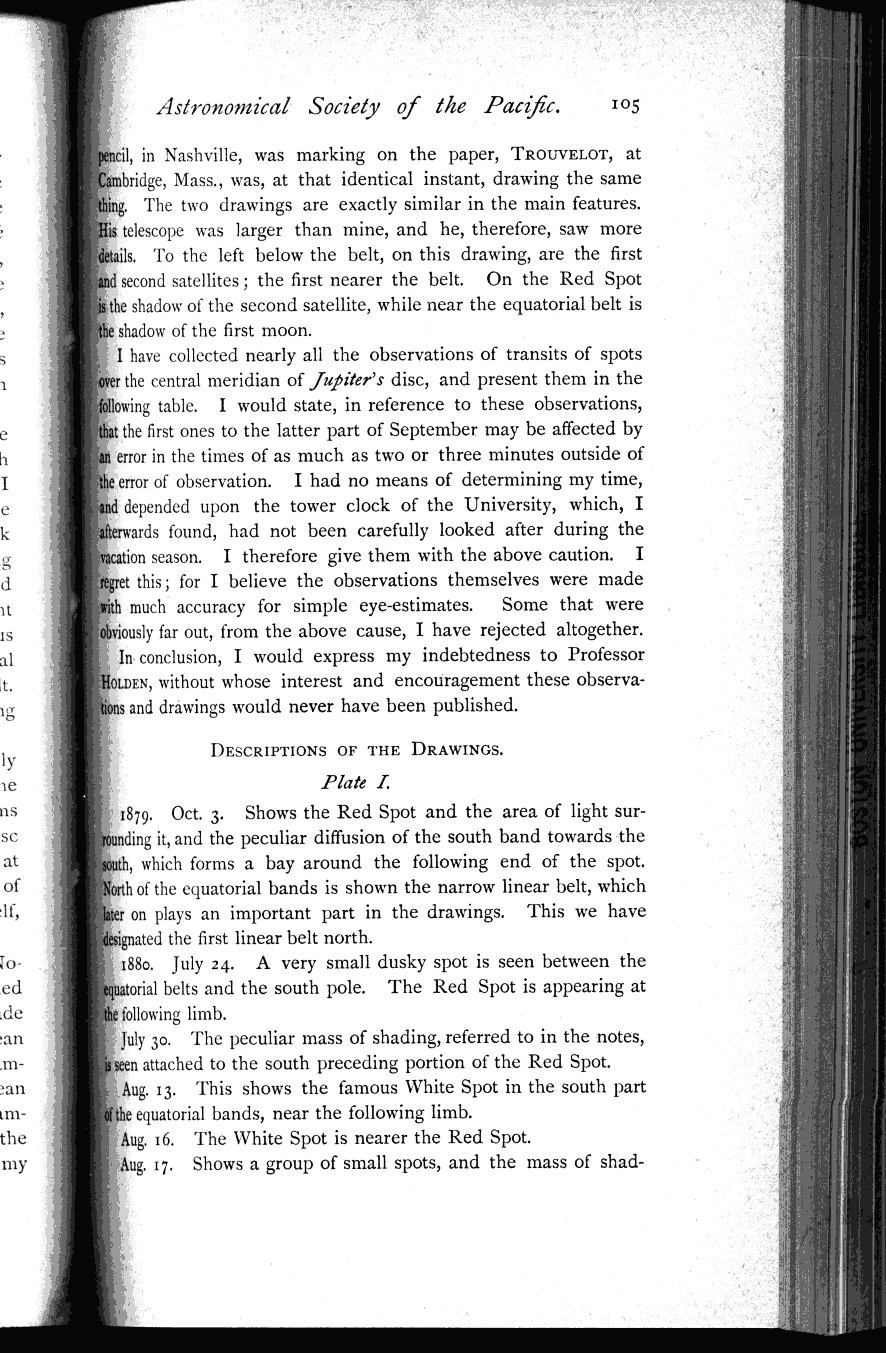 Astronomical Society of the Pacific. 105
pencil, in Nashville, was marking on the paper, TROUVELOT, at
Cambridge, Mass., was, at that identical instant, drawing the same
thing. The two drawings are exactly similar in the main features.
His telescope was larger than mine, and he, therefore, saw more
details. To the left below the belt, on this drawing, are the first
and second satellites; the first nearer the belt. On the Red Spot
is the shadow of the second satellite, while near the equatorial belt is
the shadow of the first moon.
I have collected nearly all the observations of transits of spots
over the central meridian of Jupiter's disc, and present them in the
following table. I would state, in reference to these observations,
that the first ones to the latter part of September may be affected by
an error in the times of as much as two or three minutes outside of
the error of observation. I had no means of determining my time,
and depended upon the tower clock of the University, which, I
afterwards found, had not been carefully looked after during the
vacation season. I therefore give them with the above caution. I
regret this; for I believe the observations themselves were made
with much accuracy for simple eye-estimates. Some that were
obviously far out, from the above cause, I have rejected altogether.
In conclusion, I would express my indebtedness to Professor
HOLDEN, without whose interest and encouragement these observa-
tions and drawings would never have been published.
DESCRIPTIONS OF THE DRAWINGS.
Plate I.
1879. Oct. 3. Shows the Red Spot and the area of light sur-
rounding it, and the peculiar diffusion of the south band towards the
south, which forms a bay around the following end of the spot.
North of the equatorial bands is shown the narrow linear belt, which
later on plays an important part in the drawings. This we have
designated the first linear belt north.
1880. July 24. A very small dusky spot is seen between the
equatorial belts and the south pole. The Red Spot is appearing at
the following limb.
July 30. The peculiar mass of shading, referred to in the notes,
is seen attached to the south preceding portion of the Red Spot.
Aug. 13. This shows the famous White Spot in the south part
of the equatorial bands, near the following limb.
Aug. 16. The White Spot is nearer the Red Spot.
Aug. 17. Shows a group of small spots, and the mass of shad-
BOSTON UNIVERSITY LIBRARIES